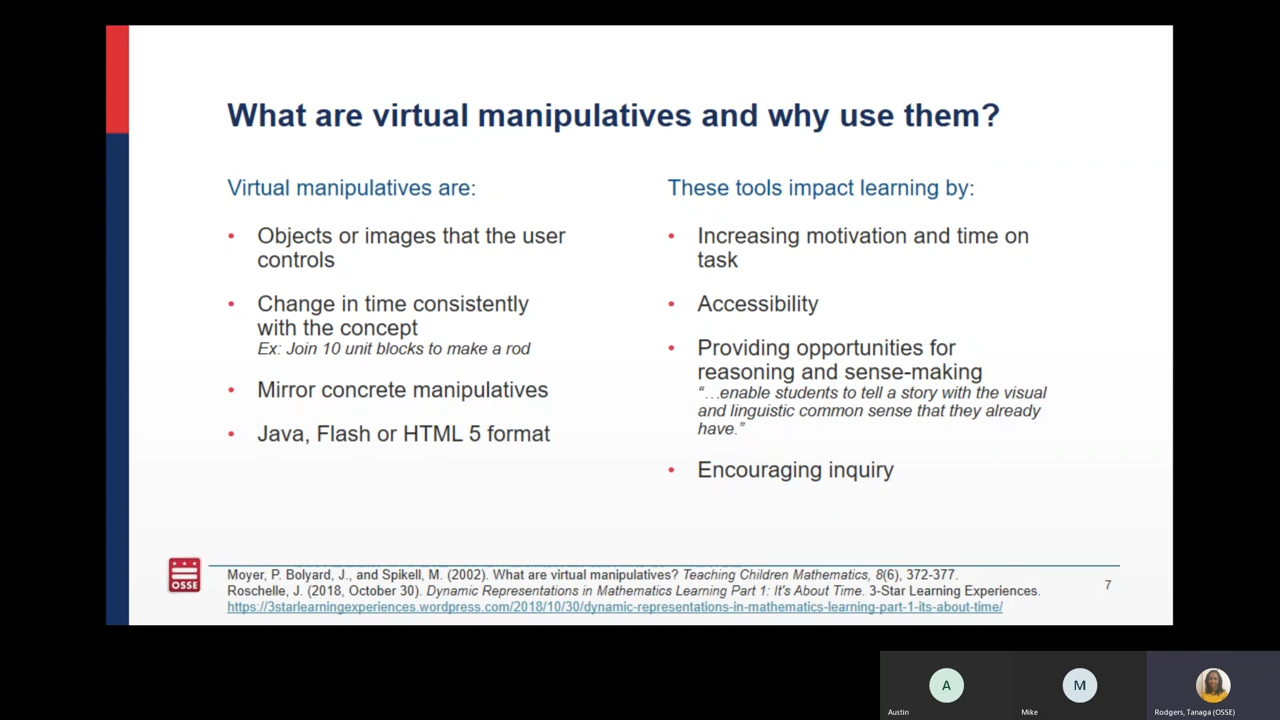 What are virtual manipulatives and why use them?
Virtual manipulatives are:
• Objects or images that the user
controls
• Change in time consistently
with the concept
Ex: Join 10 unit blocks to make a rod
• Mirror concrete manipulatives
• Java, Flash or HTML 5 format
These tools impact learning by:
• Increasing motivation and time on
task
• Accessibility
• Providing opportunities for
reasoning and sense-making
“…enable students to tell a story with the visual
and linguistic common sense that they already
have.”
• Encouraging inquiry
OSSE
Moyer, P. Bolyard, J., and Spikell, M. (2002). What are virtual manipulatives? Teaching Children Mathematics, 8(6), 372-377.
Roschelle, J. (2018, October 30). Dynamic Representations in Mathematics Learning Part 1: It's About Time. 3-Star Learning Experiences.
https://3starlearningexperiences.wordpress.com/2018/10/30/dynamic-representations-in-mathematics-learning-part-1-its-about-time/
7
A
Austin
M
Mike
Rodgers, Tanaga (OSSE)